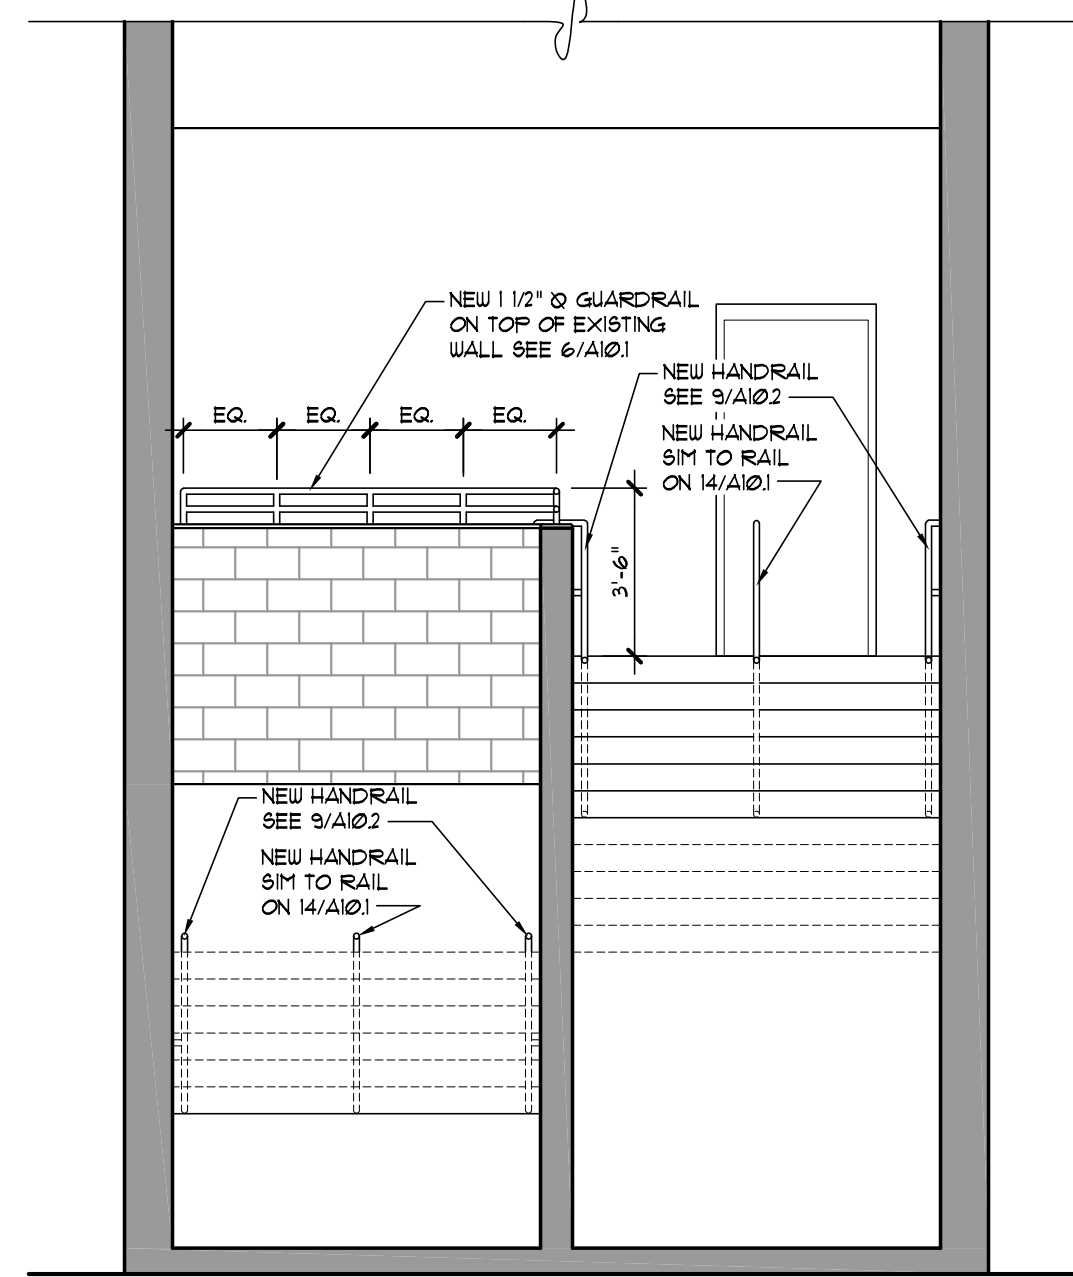 NEW 1 1/2" Ø GUARDRAIL
ON TOP OF EXISTING
WALL SEE 6/A10.1
NEW HANDRAIL
SEE 9/A10.2
EQ. EQ. EQ. EQ.
NEW HANDRAIL
SIM TO RAIL
ON 14/A10.1
3'-6"
NEW HANDRAIL
SEE 9/A10.2
NEW HANDRAIL
SIM TO RAIL
ON 14/A10.1